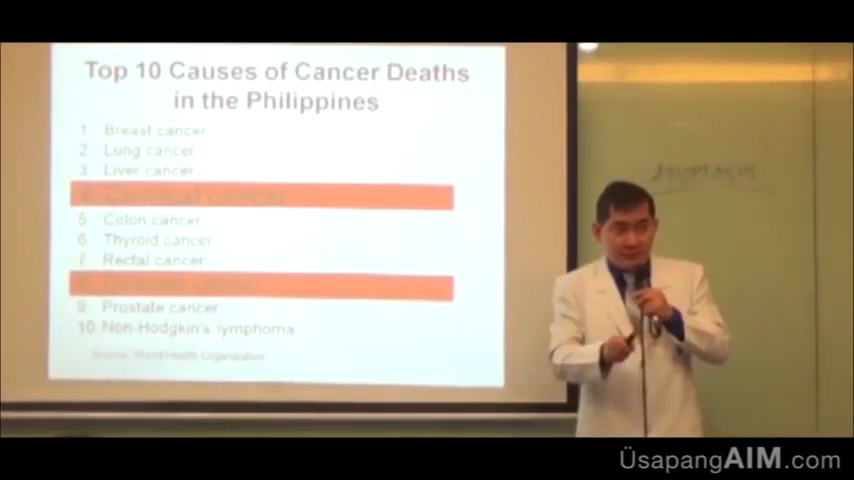 Top 10 Causes of Cancer Deaths
in the Philippines
1 Breast cancer
2 Lung cancer
3 Liver cancer
4 Cervical cancer
5 Colon cancer
6 Thyroid cancer
7 Rectal cancer
8 cancer
9 Prostate cancer
10. Non-Hodgkin's lymphoma
Source: World Health Organization
ÜsapangAIM.com